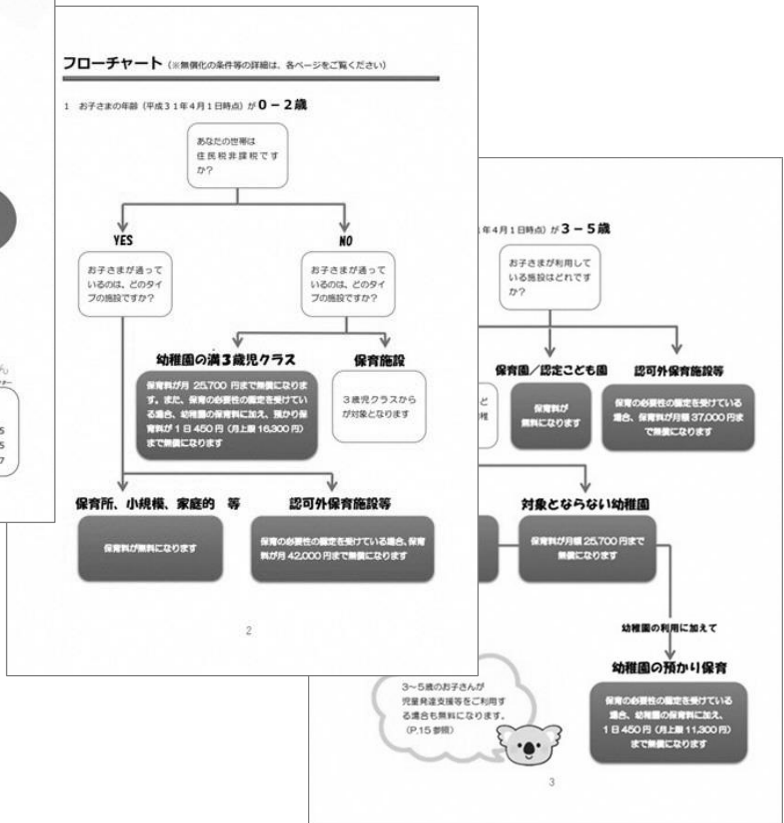 フローチャート（※無償化の条件等の詳細は、各ページをご覧ください）
1 お子さまの年齢（平成３１年４月１日時点）が０－２歳
あなたの世帯は
住民税非課税です
か？
YES
NO
お子さまが通って
いるのは、どのタイ
プの施設ですか？
お子さまが通って
いるのは、どのタイ
プの施設ですか？
幼稚園の満３歳児クラス
保育料が月 25,700 円まで無償になりま
す。また、保育の必要性の認定を受けてい
る場合、幼稚園の保育料に加え、預かり保
育料が１日 450 円（月上限 16,300 円）
まで無償になります
保育施設
３歳児クラスから
が対象となります
保育所、小規模、家庭的 等
保育料が無料になります
認可外保育施設等
保育の必要性の認定を受けている場合、保育
料が月 42,000 円まで無償になります
2
年４月１日時点）が３－５歳
お子さまが利用して
いる施設はどれです
か？
保育園／認定こども園
保育料が
無料になります
認可外保育施設等
保育の必要性の認定を受けている
場合、保育料が月額 37,000 円ま
で無償になります
ど
稚
対象とならない幼稚園
保育料が月額 25,700 円まで
無償になります
幼稚園の利用に加えて
幼稚園の預かり保育
保育の必要性の認定を受けている
場合、幼稚園の保育料に加え、
１日 450 円（月上限 11,300 円）
まで無償になります
３～５歳のお子さんが
児童発達支援等をご利用す
る場合も無料になります。
（P.15 参照）
3
ん
5
5
7